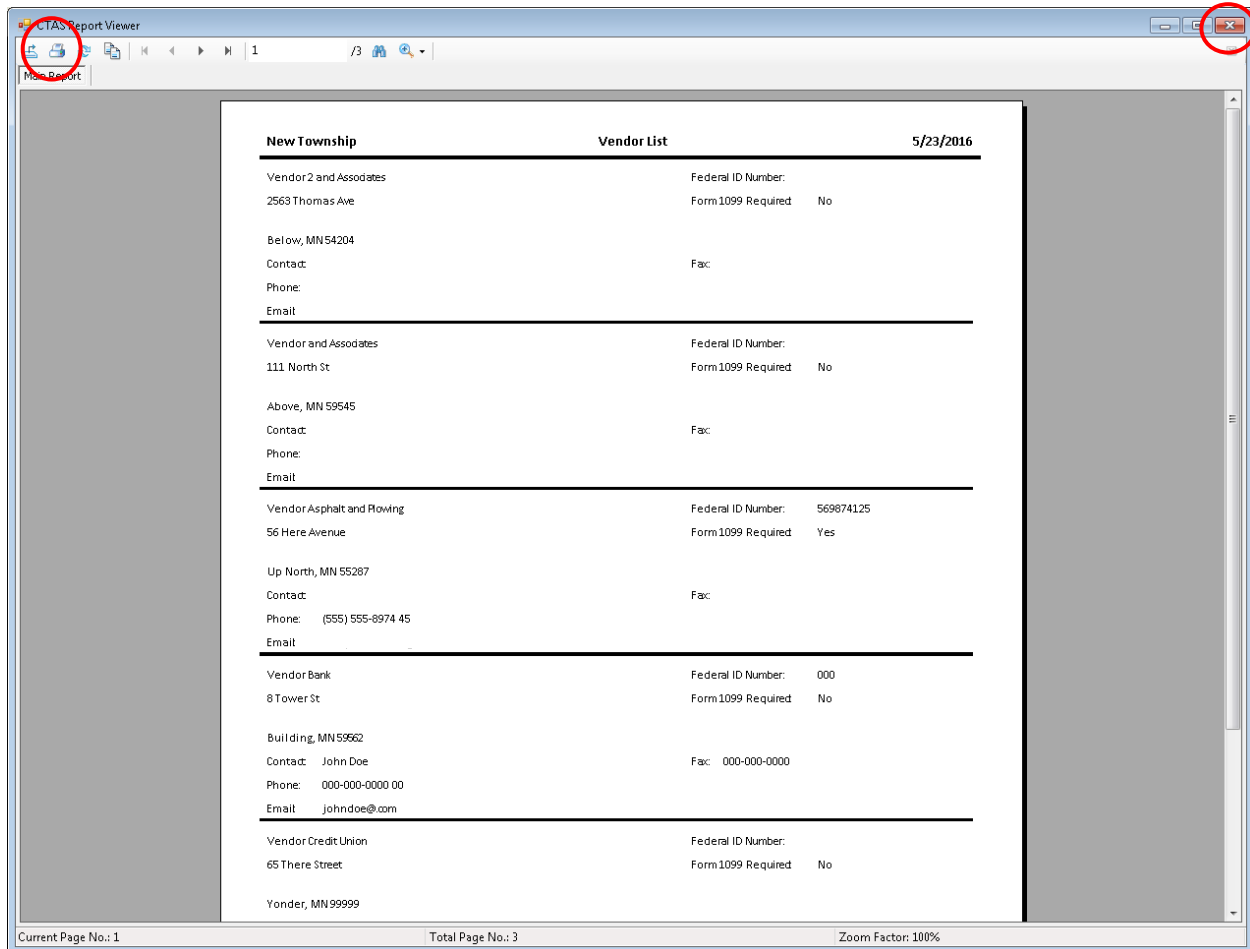 CTAS Report Viewer
1 /3
Main Report
New Township Vendor List 5/23/2016
Vendor 2 and Associates Federal ID Number:
2563 Thomas Ave Form 1099 Required: No
Below, MN 54204
Contact: Fax:
Phone:
Email:
Vendor and Associates Federal ID Number:
111 North St Form 1099 Required: No
Above, MN 59545
Contact: Fax:
Phone:
Email:
Vendor Asphalt and Plowing Federal ID Number: 569874125
56 Here Avenue Form 1099 Required: Yes
Up North, MN 55287
Contact: Fax:
Phone: (555) 555-8974 45
Email:
Vendor Bank Federal ID Number: 000
8 Tower St Form 1099 Required: No
Building, MN 59562
Contact: John Doe Fax: 000-000-0000
Phone: 000-000-0000 00
Email: johndoe@.com
Vendor Credit Union Federal ID Number:
65 There Street Form 1099 Required: No
Yonder, MN 99999
Current Page No.: 1 Total Page No.: 3 Zoom Factor: 100%